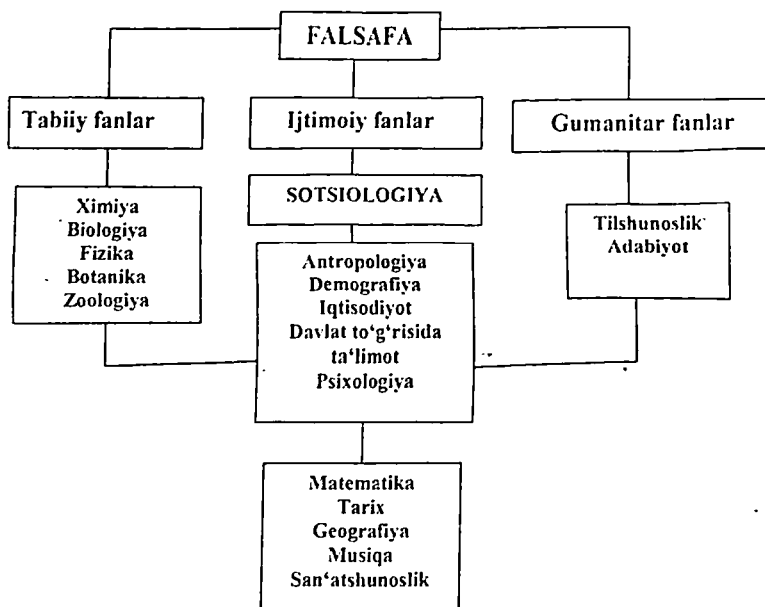 FALSAFA
Tabiiy fanlar
Ijtimoiy fanlar
Gumanitar fanlar
Ximiya
Biologiya
Fizika
Botanika
Zoologiya
SOTSIOLOGIYA
Antropologiya
Demografiya
Iqtisodiyot
Davlat to‘g‘risida
ta‘limot
Psixologiya
Tilshunoslik
Adabiyot
Matematika
Tarix
Geografiya
Musiqa
San‘atshunoslik